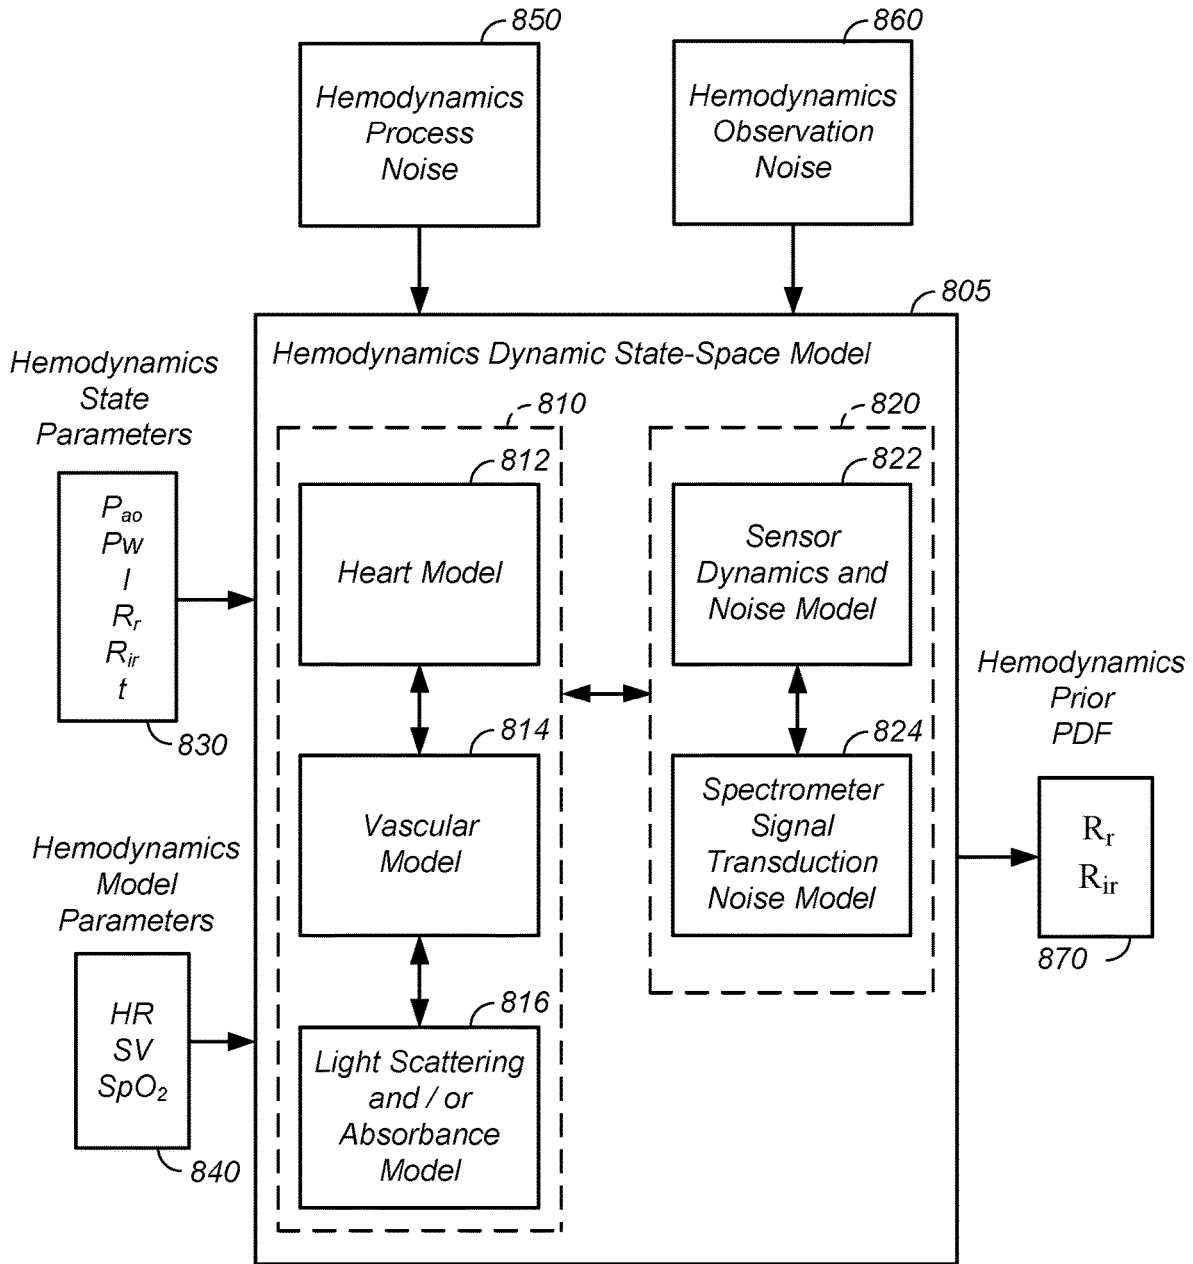 850
860
Hemodynamics
Process
Noise
Hemodynamics
Observation
Noise
805
Hemodynamics Dynamic State-Space Model
Hemodynamics
State
Parameters
P_ao
Pw
I
R_r
R_ir
t
830
810
812
Heart Model
814
Vascular
Model
816
Light Scattering
and / or
Absorbance
Model
820
822
Sensor
Dynamics and
Noise Model
824
Spectrometer
Signal
Transduction
Noise Model
Hemodynamics
Model
Parameters
HR
SV
SpO₂
840
Hemodynamics
Prior
PDF
R_r
R_ir
870